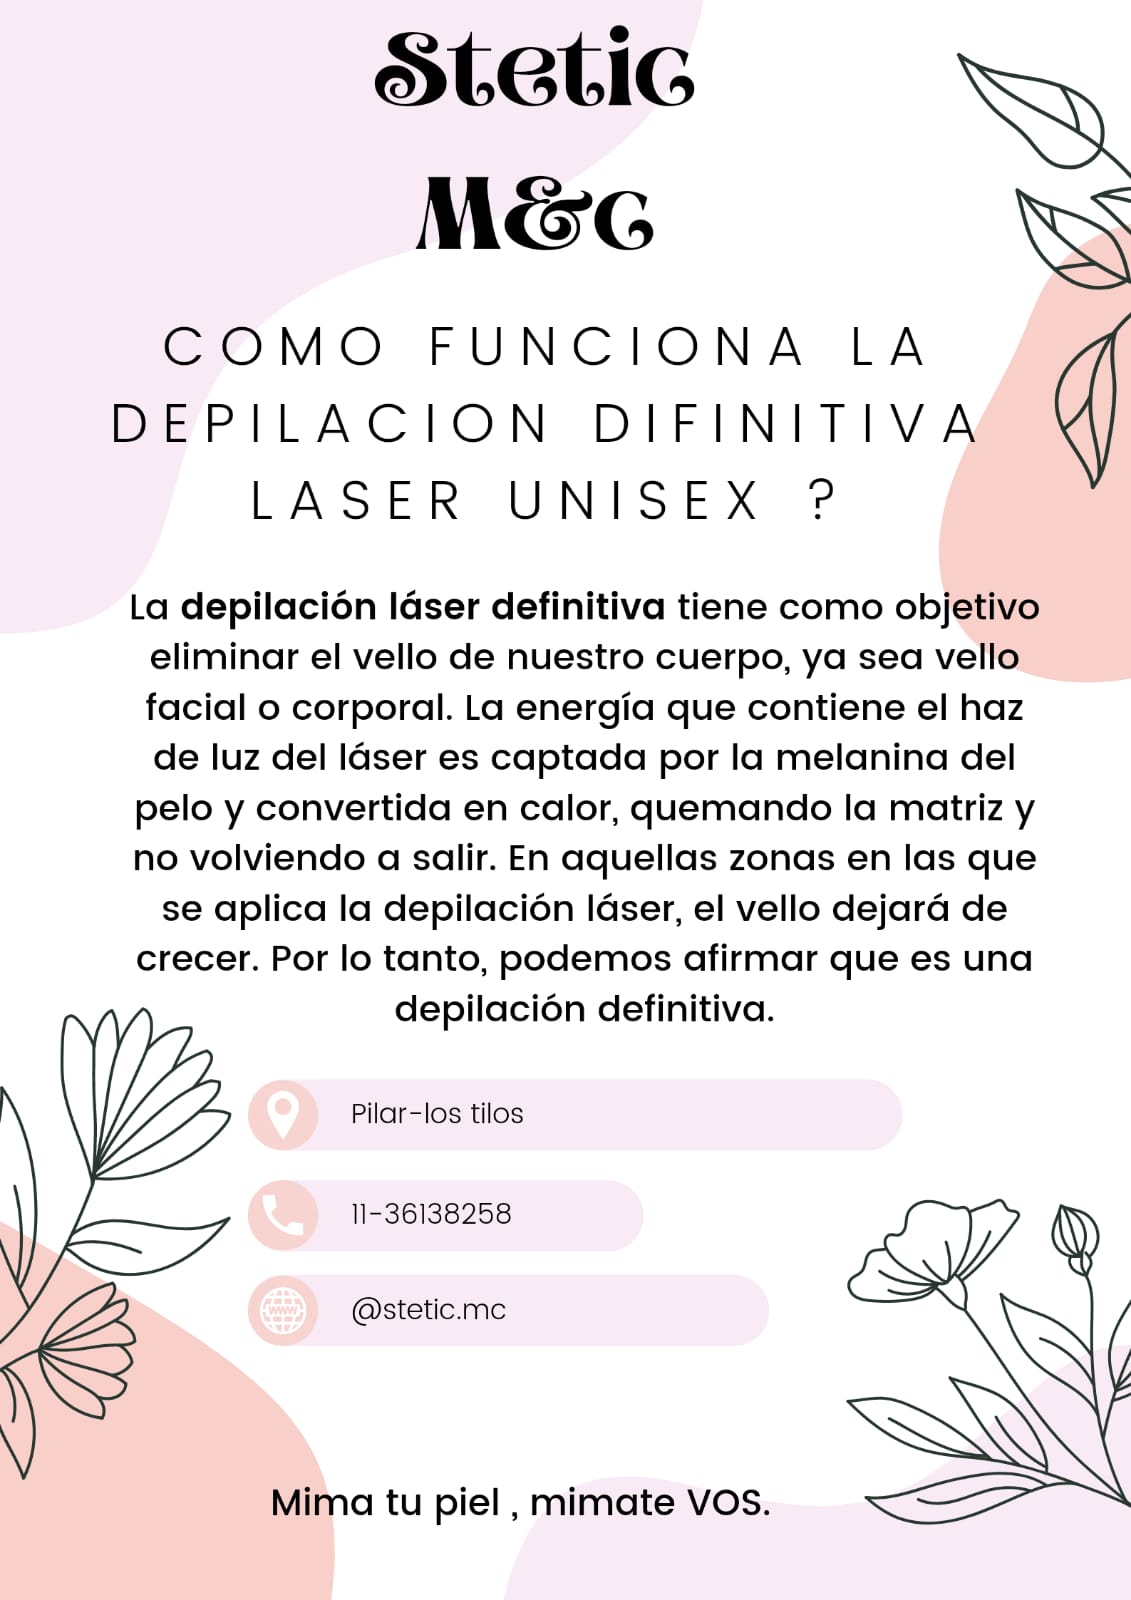 Stetic
M&C
COMO FUNCIONA LA
DEPILACION DIFINITIVA
LASER UNISEX ?
La depilación láser definitiva tiene como objetivo
eliminar el vello de nuestro cuerpo, ya sea vello
facial o corporal. La energía que contiene el haz
de luz del láser es captada por la melanina del
pelo y convertida en calor, quemando la matriz y
no volviendo a salir. En aquellas zonas en las que
se aplica la depilación láser, el vello dejará de
crecer. Por lo tanto, podemos afirmar que es una
depilación definitiva.
Pilar-los tilos
11-36138258
www
@stetic.mc
Mima tu piel , mimate VOS.